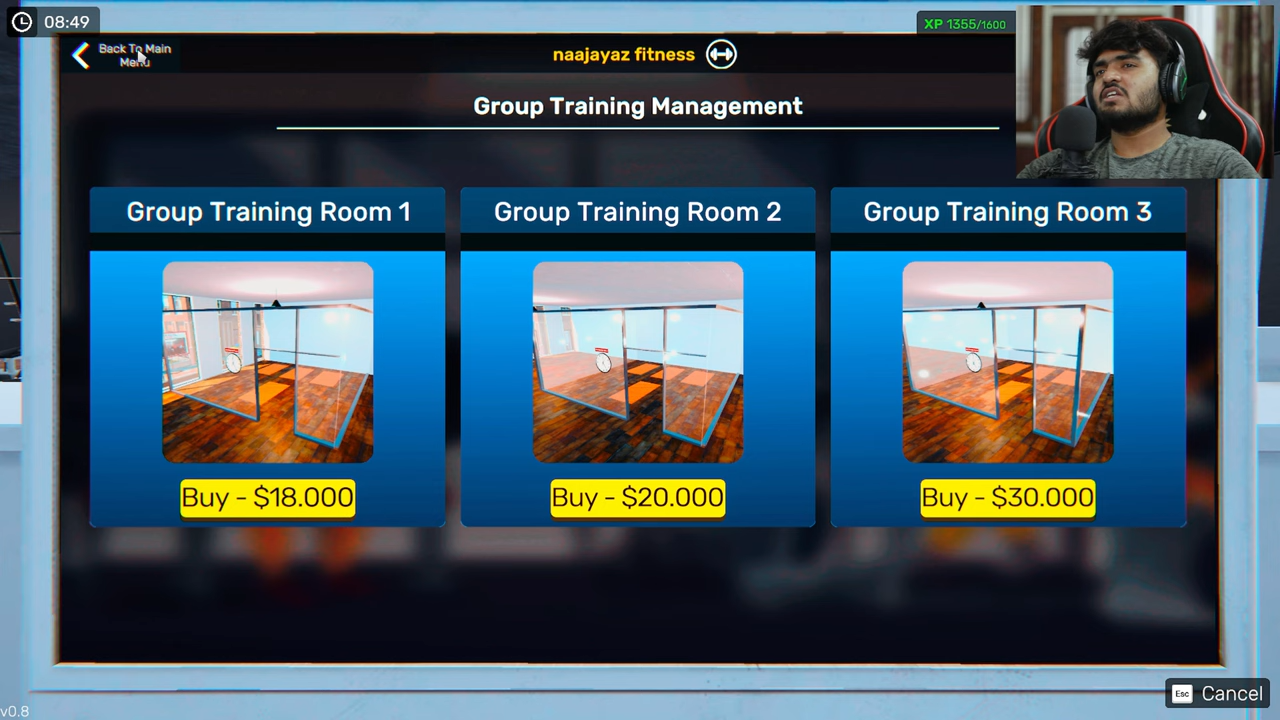 08:49
XP 1355/1600
Back To Main
Menu
naajayaz fitness
Group Training Management
Group Training Room 1
Group Training Room 2
Group Training Room 3
Buy - $18.000
Buy - $20.000
Buy - $30.000
Esc Cancel
v0.8